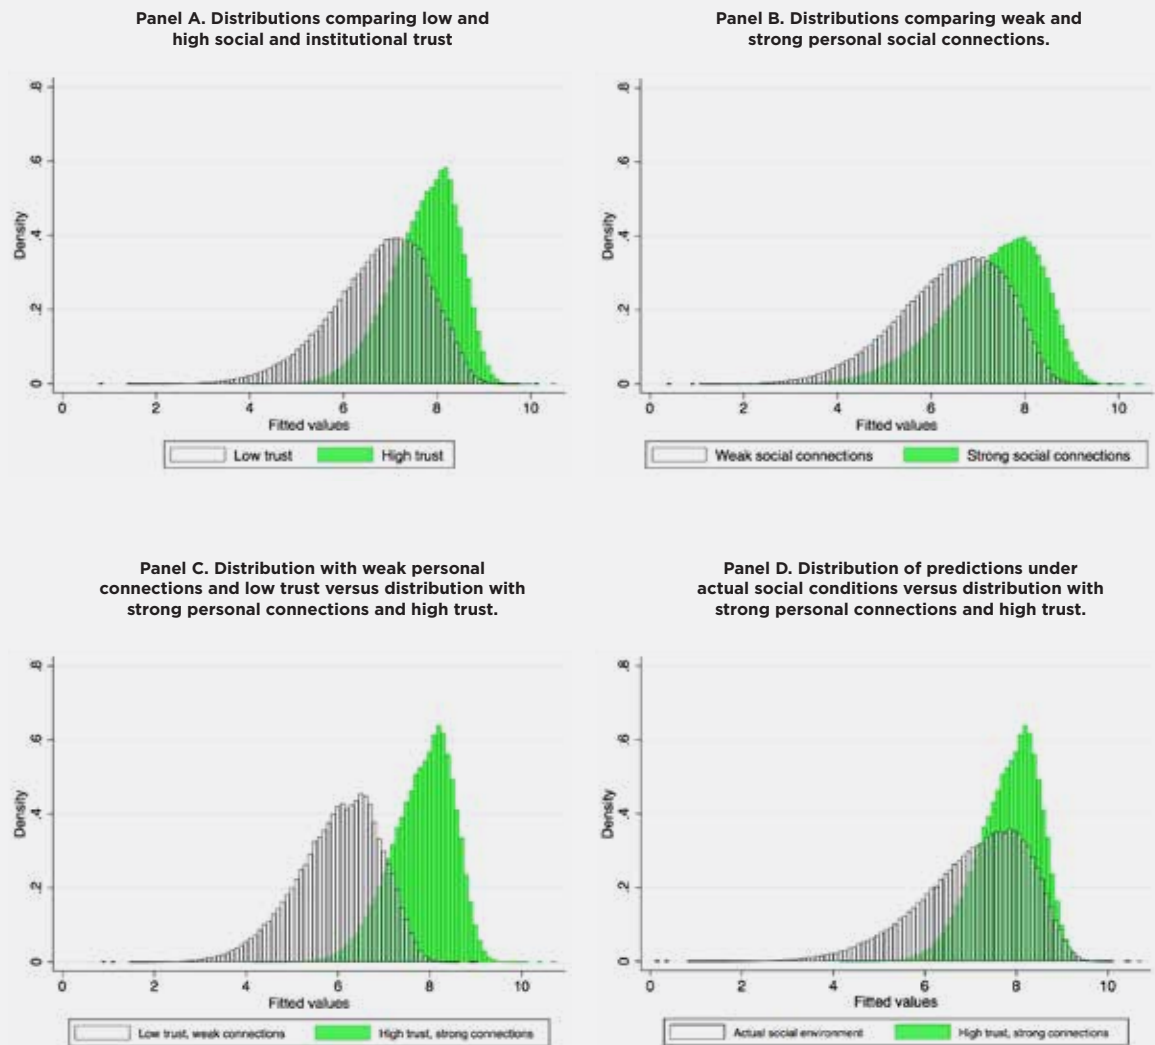 Panel A. Distributions comparing low and
high social and institutional trust
.8
.6
.4
.2
0
Density
0 2 4 6 8 10
Fitted values
Low trust High trust
Panel B. Distributions comparing weak and
strong personal social connections.
.8
.6
.4
.2
0
Density
0 2 4 6 8 10
Fitted values
Weak social connections Strong social connections
Panel C. Distribution with weak personal
connections and low trust versus distribution with
strong personal connections and high trust.
.8
.6
.4
.2
0
Density
0 2 4 6 8 10
Fitted values
Low trust, weak connections High trust, strong connections
Panel D. Distribution of predictions under
actual social conditions versus distribution with
strong personal connections and high trust.
.8
.6
.4
.2
0
Density
0 2 4 6 8 10
Fitted values
Actual social environment High trust, strong connections